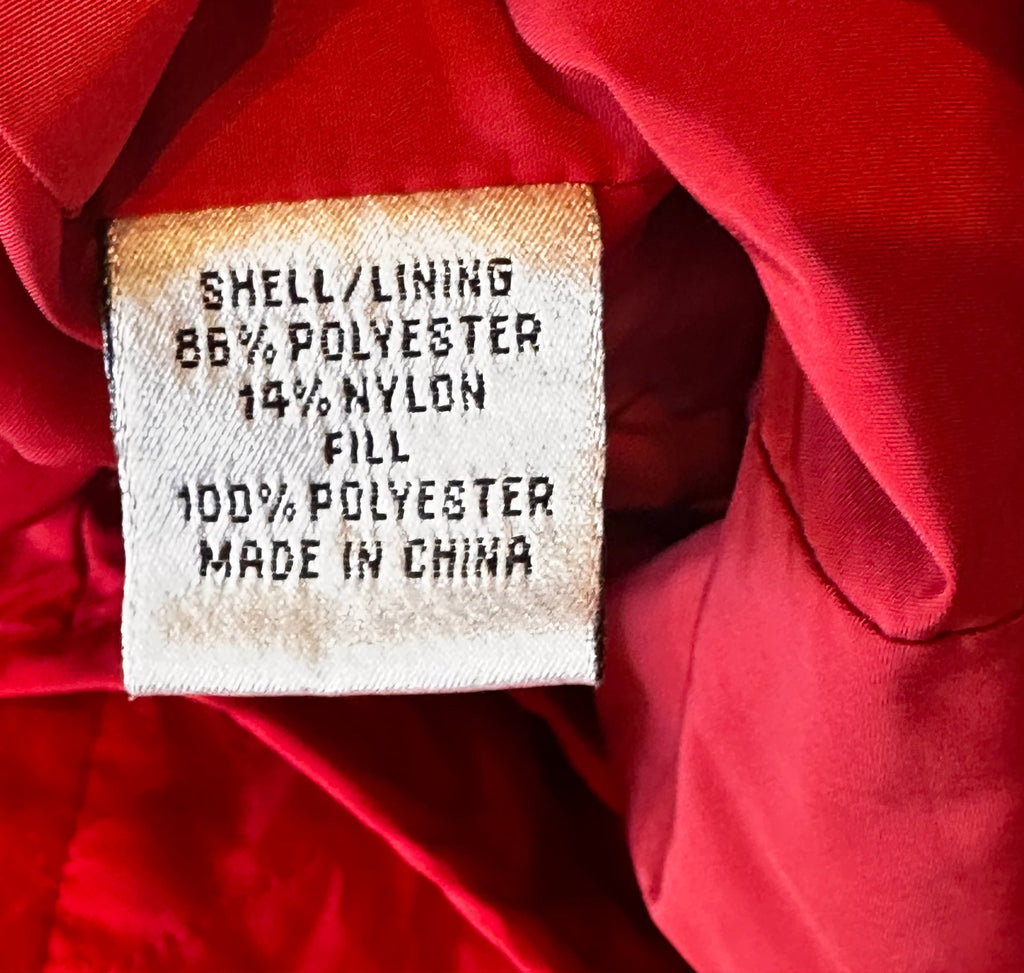 SHELL/LINING
86% POLYESTER
14% NYLON
FILL
100% POLYESTER
MADE IN CHINA